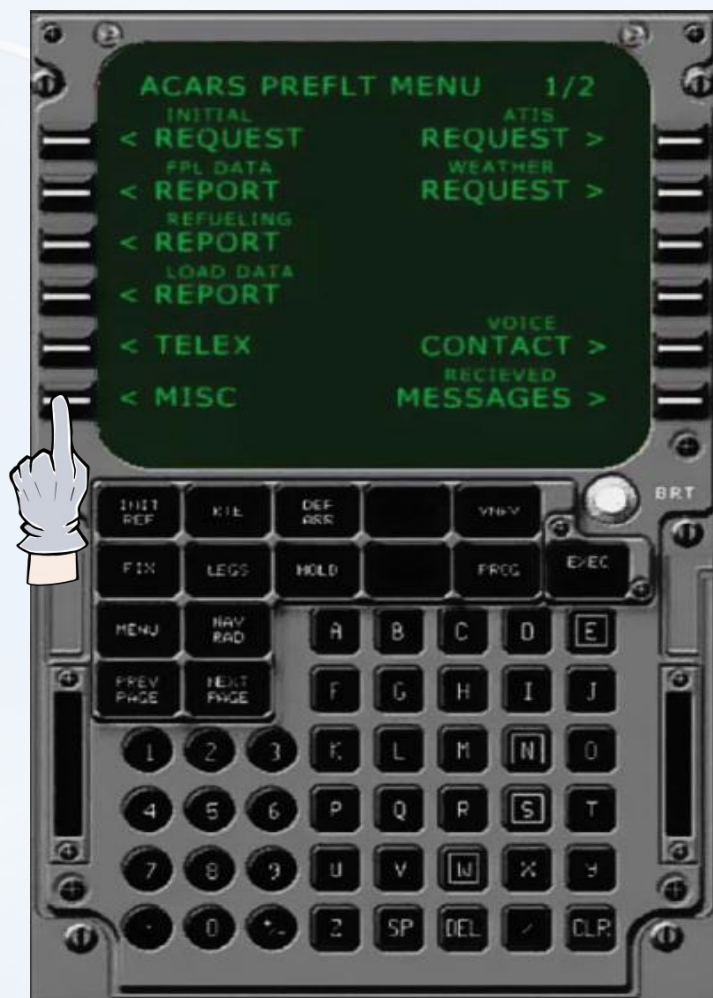 ACARS PREFLT MENU 1/2
INITIAL ATIS
< REQUEST REQUEST >
FPL DATA WEATHER
< REPORT REQUEST >
REFUELING
< REPORT
LOAD DATA
< REPORT
VOICE
< TELEX CONTACT >
RECIEVED
< MISC MESSAGES >
BRT
INIT REF RTE DEP ARR VNAV
FIX LEGS HOLD PROG EXEC
MENU NAV RAD
A B C D E
PREV PAGE NEXT PAGE
F G H I J
1 2 3 K L M N O
4 5 6 P Q R S T
7 8 9 U V W X Y
. 0 +/- Z SP DEL / CLR